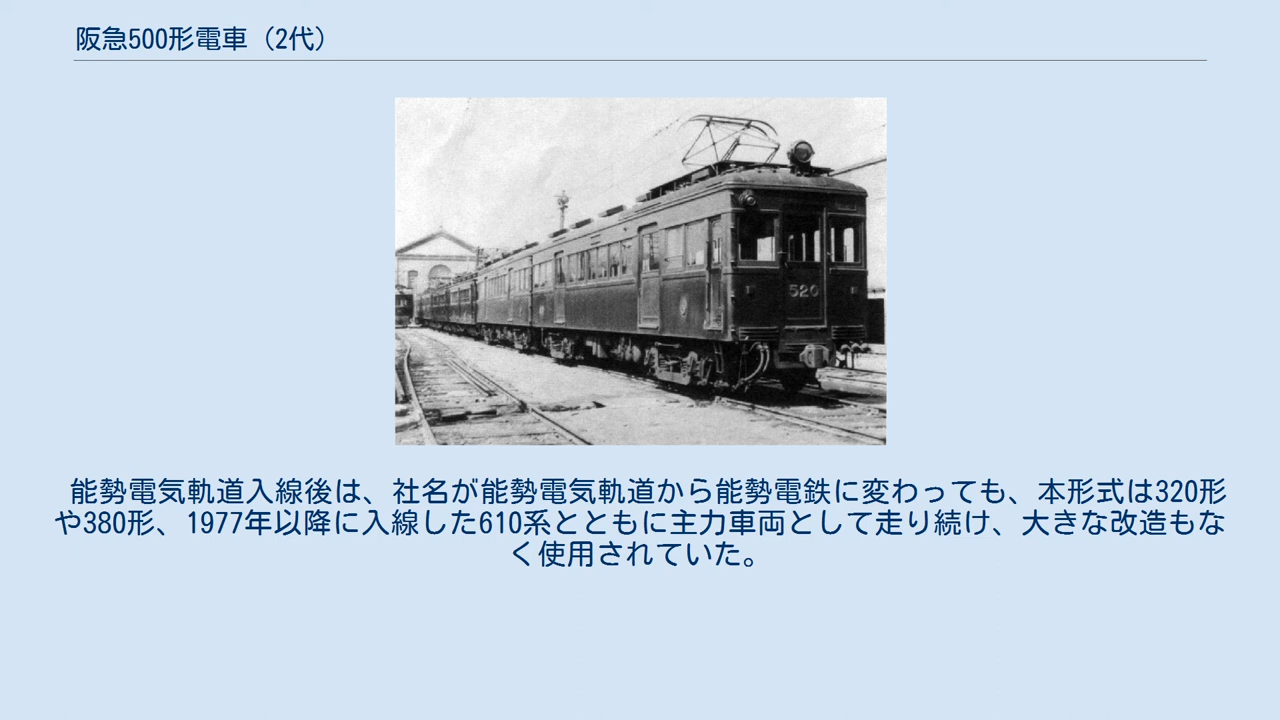 阪急500形電車（2代）
520
能勢電気軌道入線後は、社名が能勢電気軌道から能勢電鉄に変わっても、本形式は320形
や380形、1977年以降に入線した610系とともに主力車両として走り続け、大きな改造もな
く使用されていた。